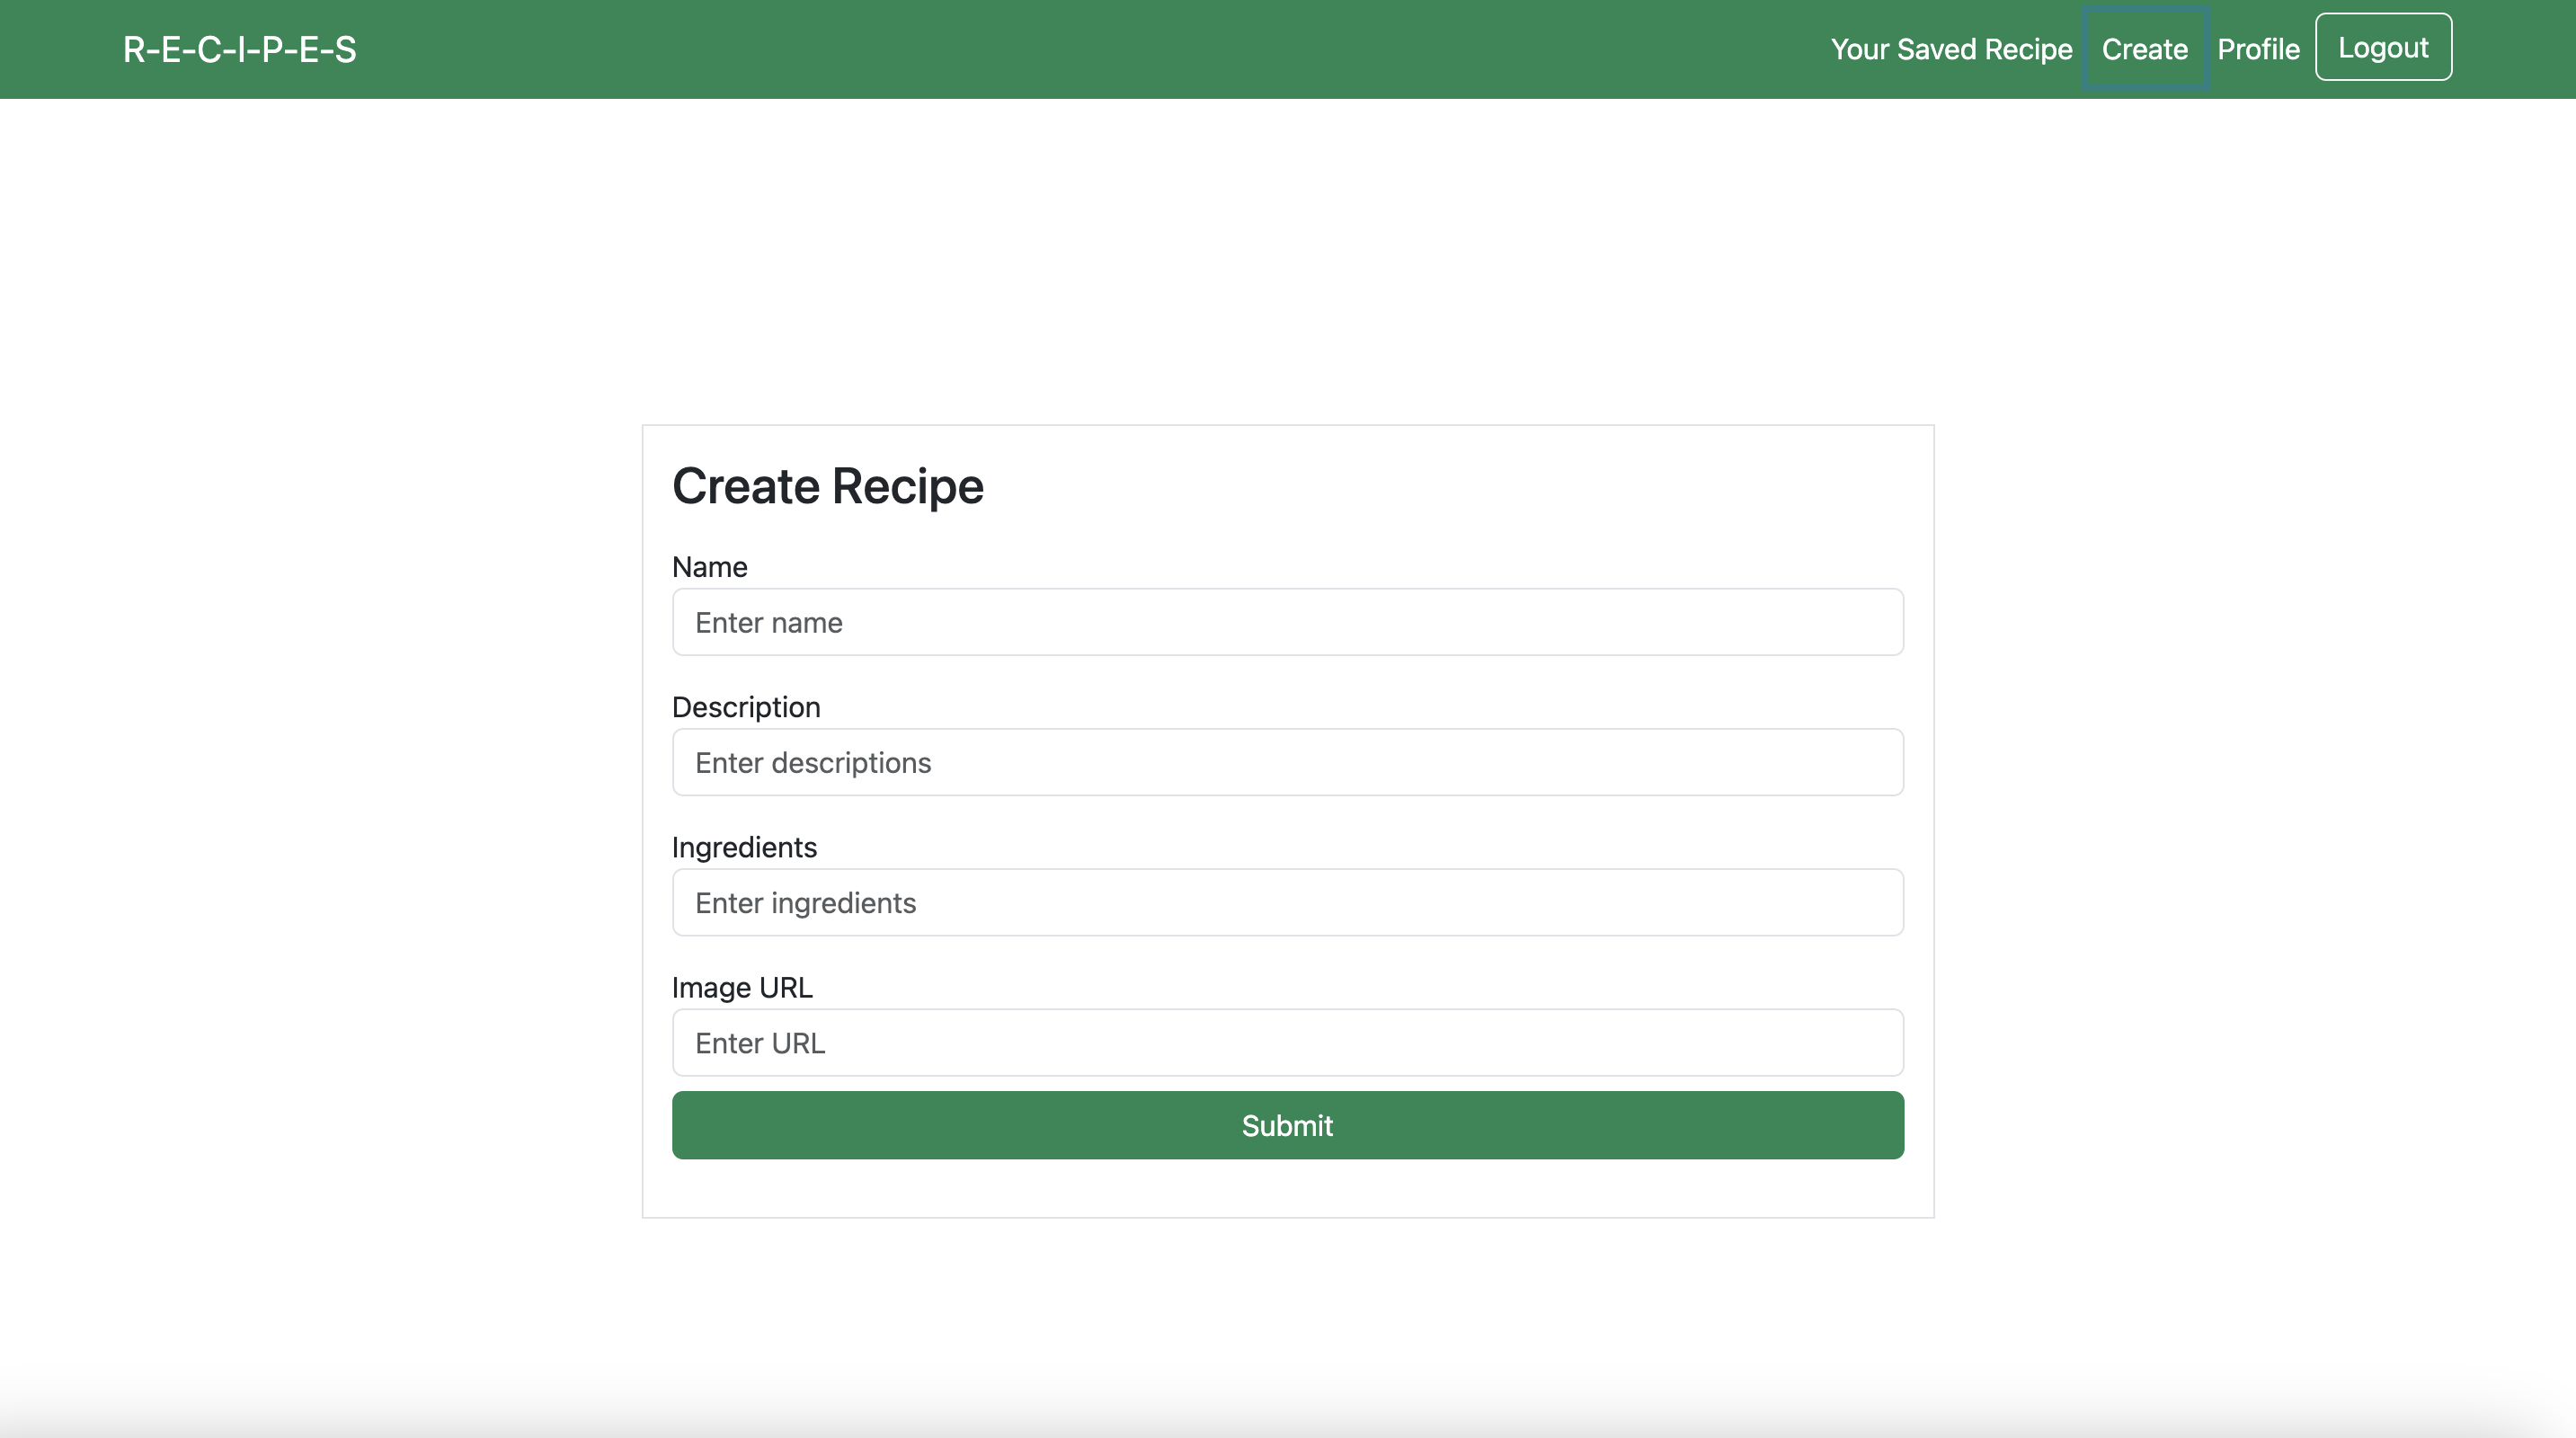 R-E-C-I-P-E-S
Your Saved Recipe Create Profile Logout
Create Recipe
Name
Enter name
Description
Enter descriptions
Ingredients
Enter ingredients
Image URL
Enter URL
Submit